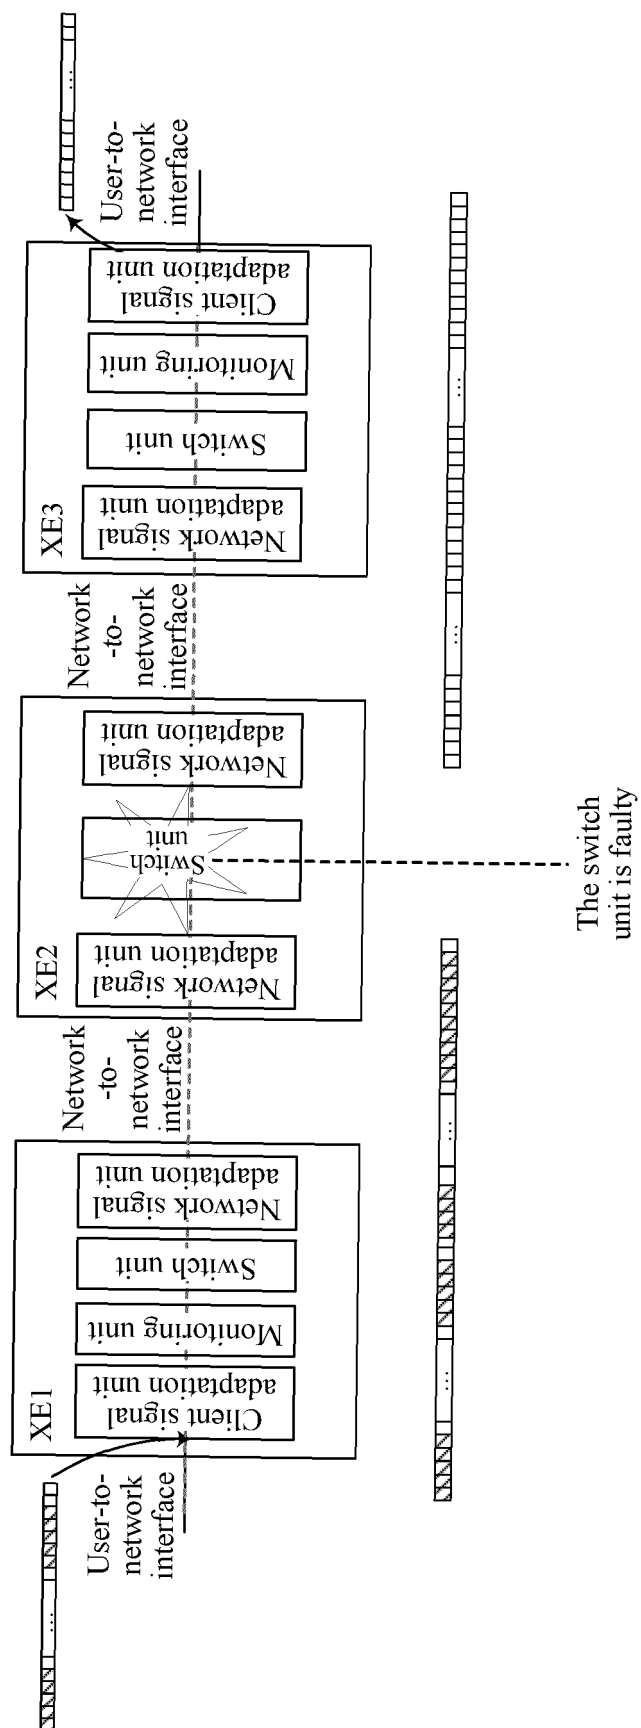 User-to-
network
interface
XE1
Client signal
adaptation unit
Monitoring unit
Switch unit
Network signal
adaptation unit
Network
-to-
network
interface
XE2
Network signal
adaptation unit
Switch
unit
Network signal
adaptation unit
Network
-to-
network
interface
XE3
Network signal
adaptation unit
Switch unit
Monitoring unit
Client signal
adaptation unit
User-to-
network
interface
...
...
...
...
...
...
The switch
unit is faulty